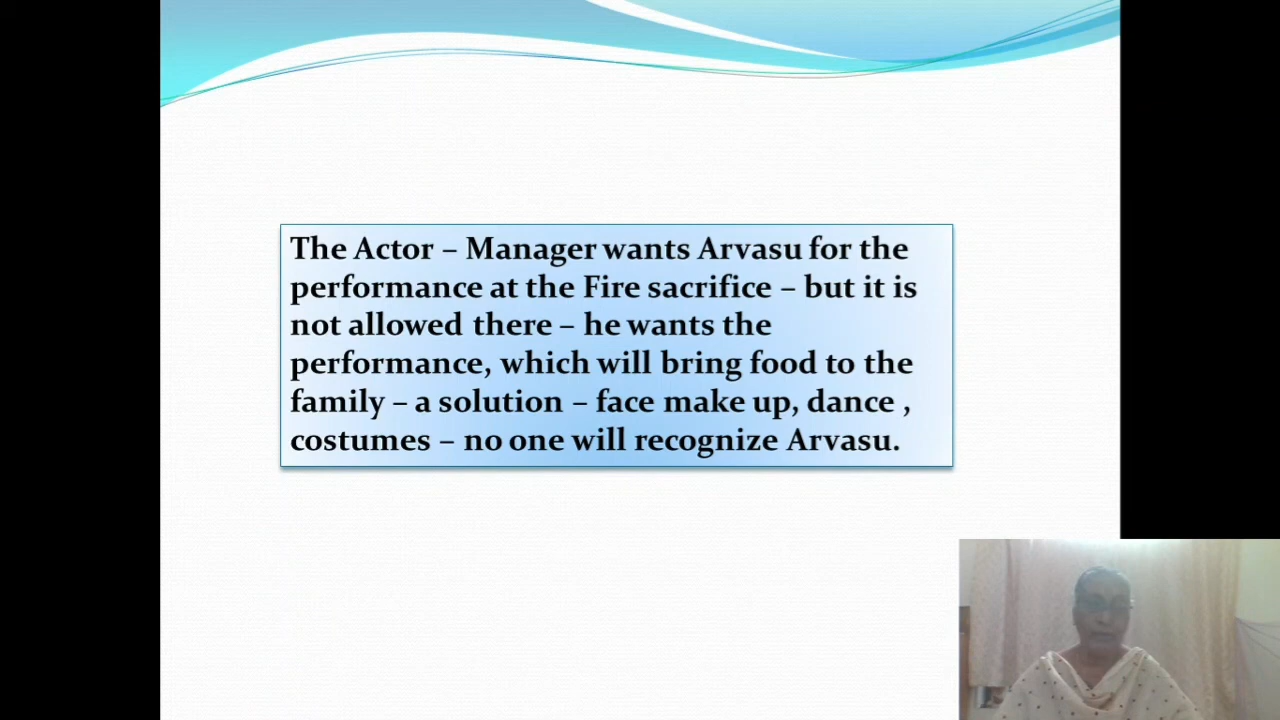 The Actor – Manager wants Arvasu for the
performance at the Fire sacrifice – but it is
not allowed there – he wants the
performance, which will bring food to the
family – a solution – face make up, dance ,
costumes – no one will recognize Arvasu.